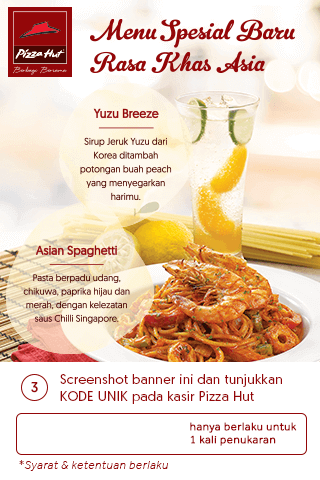 Pizza Hut
Berbagi Bersama
Menu Spesial Baru
Rasa Khas Asia
Yuzu Breeze
Sirup Jeruk Yuzu dari
Korea ditambah
potongan buah peach
yang menyegarkan
harimu.
Asian Spaghetti
Pasta berpadu udang,
chikuwa, paprika hijau dan
merah, dengan kelezatan
saus Chilli Singapore.
3
Screenshot banner ini dan tunjukkan
KODE UNIK pada kasir Pizza Hut
hanya berlaku untuk
1 kali penukaran
*Syarat & ketentuan berlaku